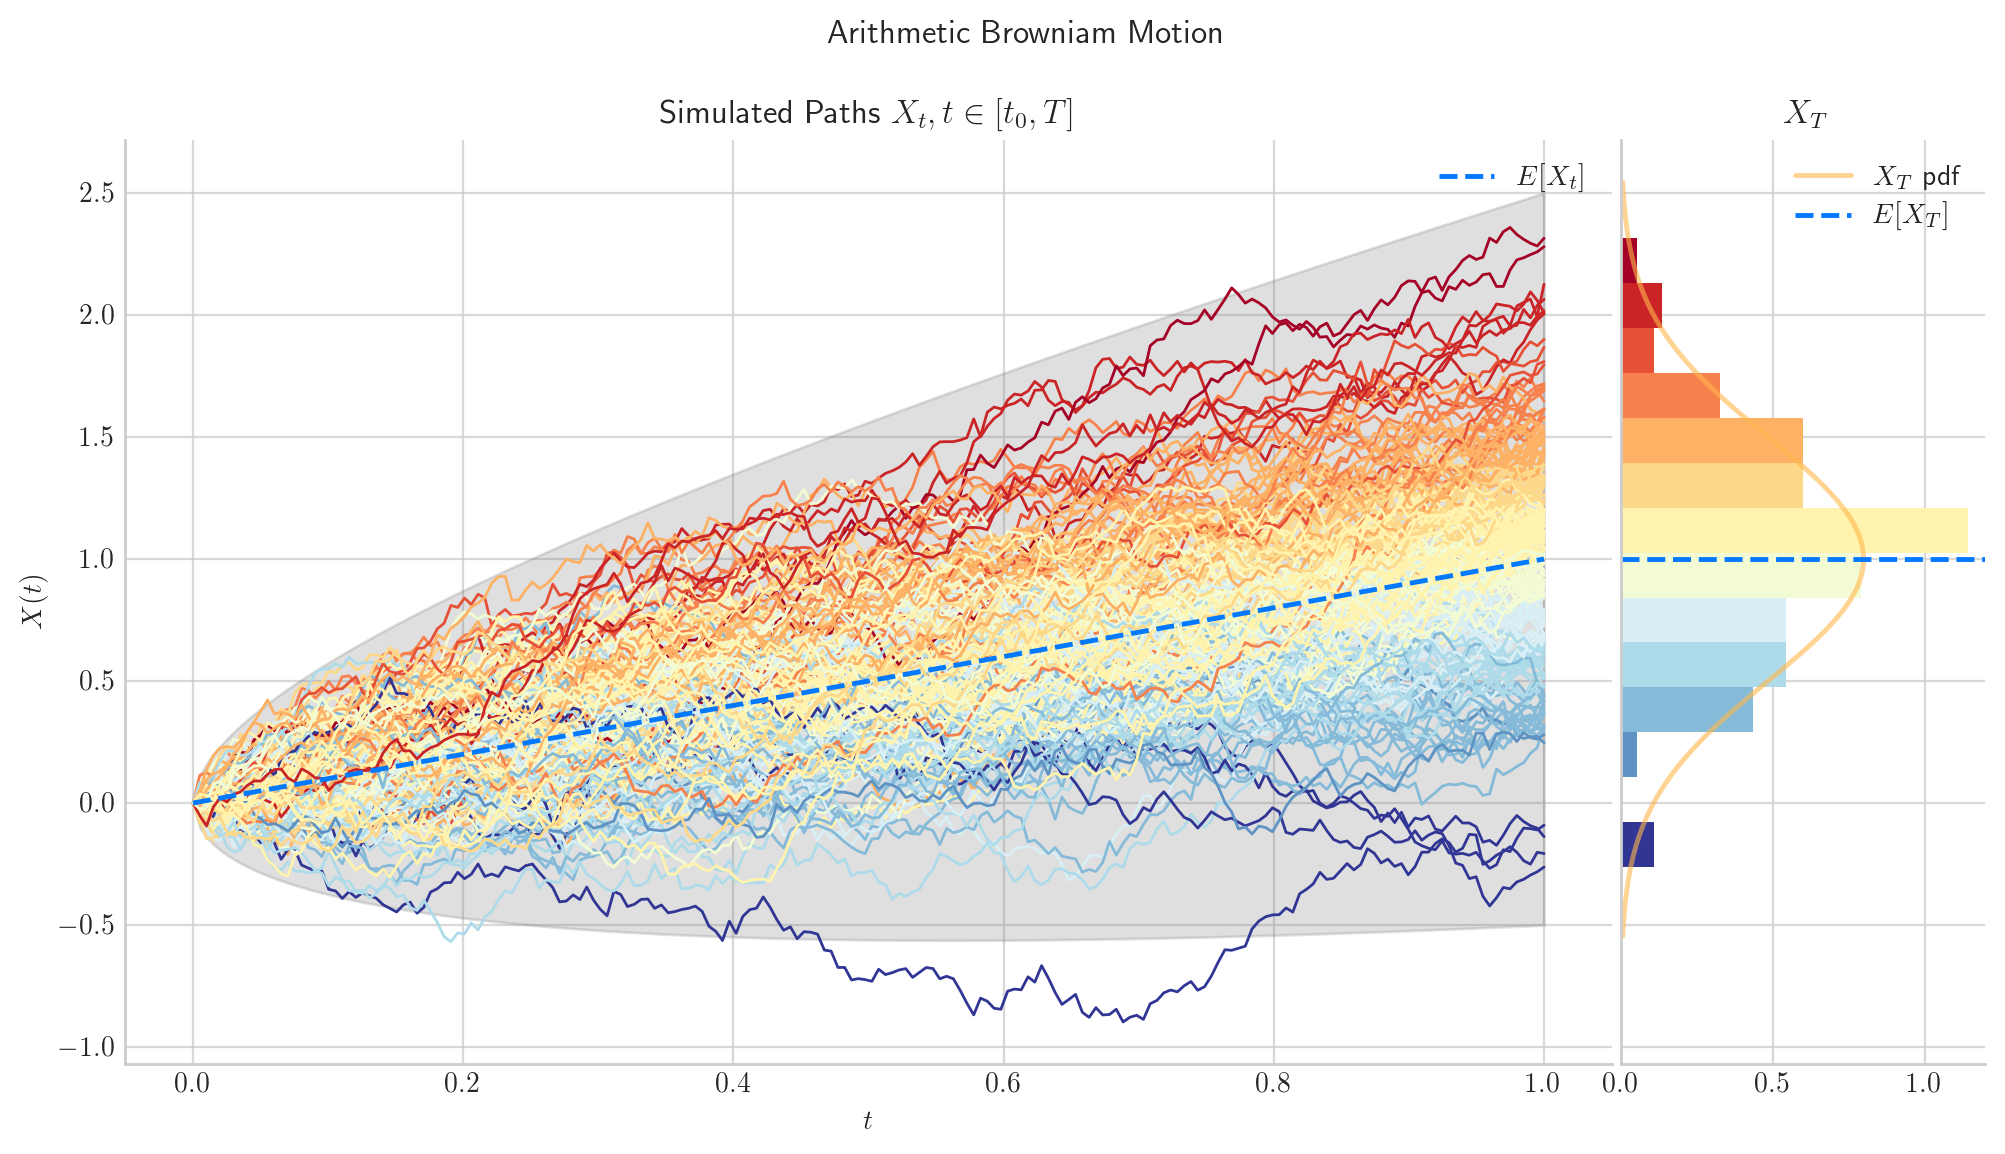 Arithmetic Browniam Motion
Simulated Paths $X_t, t \in [t_0, T]$
$X_T$
$E[X_t]$
$X_T$ pdf
$E[X_T]$
2.5
2.0
1.5
1.0
0.5
0.0
−0.5
−1.0
$X(t)$
0.0 0.2 0.4 0.6 0.8 1.0
0.0 0.5 1.0
$t$